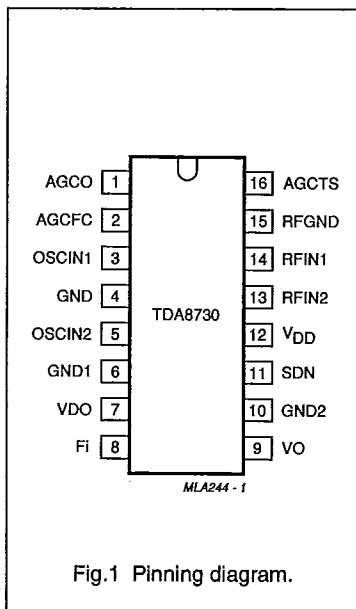 AGCO 1 16 AGCTS
AGCFC 2 15 RFGND
OSCIN1 3 14 RFIN1
GND 4 13 RFIN2
TDA8730
OSCIN2 5 12 VDD
GND1 6 11 SDN
VDO 7 10 GND2
Fi 8 9 VO
MLA244 - 1
Fig.1 Pinning diagram.